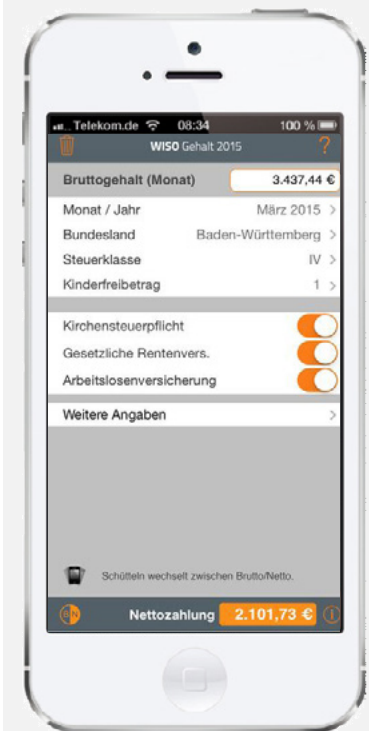 Telekom.de 08:34 100 %
WISO Gehalt 2015 ?
Bruttogehalt (Monat) 3.437,44 €
Monat / Jahr März 2015 >
Bundesland Baden-Württemberg >
Steuerklasse IV >
Kinderfreibetrag 1 >
Kirchensteuerpflicht
Gesetzliche Rentenvers.
Arbeitslosenversicherung
Weitere Angaben >
Schütteln wechselt zwischen Brutto/Netto.
B N Nettozahlung 2.101,73 € i